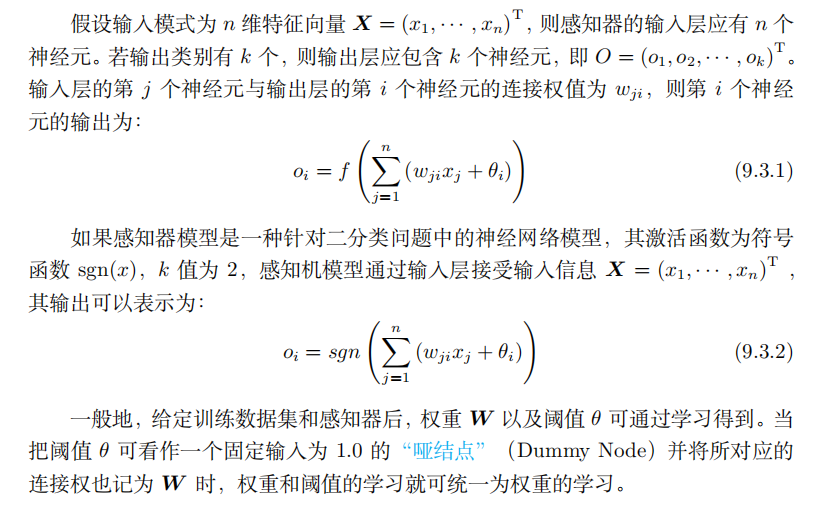 假设输入模式为 n 维特征向量 X = (x₁, ⋯ , xₙ)ᵀ，则感知器的输入层应有 n 个
神经元。若输出类别有 k 个，则输出层应包含 k 个神经元，即 O = (o₁, o₂, ⋯ , oₖ)ᵀ。
输入层的第 j 个神经元与输出层的第 i 个神经元的连接权值为 wⱼᵢ，则第 i 个神经
元的输出为：
oᵢ = f (∑ⱼ₌₁ⁿ (wⱼᵢxⱼ + θᵢ)) (9.3.1)
如果感知器模型是一种针对二分类问题中的神经网络模型，其激活函数为符号
函数 sgn(x)，k 值为 2，感知机模型通过输入层接受输入信息 X = (x₁, ⋯ , xₙ)ᵀ，
其输出可以表示为：
oᵢ = sgn (∑ⱼ₌₁ⁿ (wⱼᵢxⱼ + θᵢ)) (9.3.2)
一般地，给定训练数据集和感知器后，权重 W 以及阈值 θ 可通过学习得到。当
把阈值 θ 可看作一个固定输入为 1.0 的“哑结点”（Dummy Node）并将所对应的
连接权也记为 W 时，权重和阈值的学习就可统一为权重的学习。